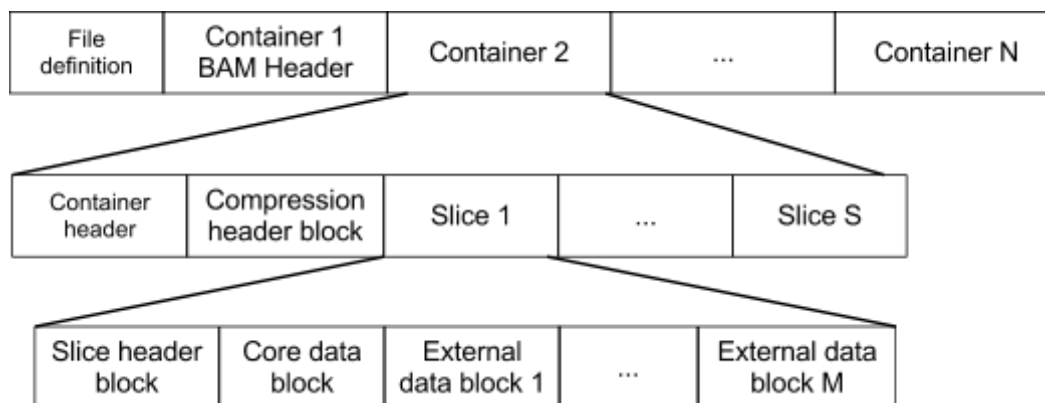 File
definition
Container 1
BAM Header
Container 2
...
Container N
Container
header
Compression
header block
Slice 1
...
Slice S
Slice header
block
Core data
block
External
data block 1
...
External data
block M